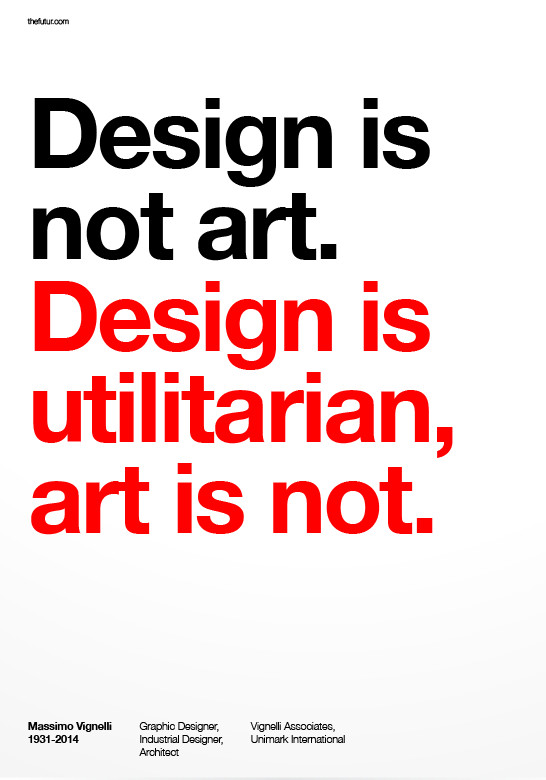 thefutur.com
Design is
not art.
Design is
utilitarian,
art is not.
Massimo Vignelli
1931-2014
Graphic Designer,
Industrial Designer,
Architect
Vignelli Associates,
Unimark International